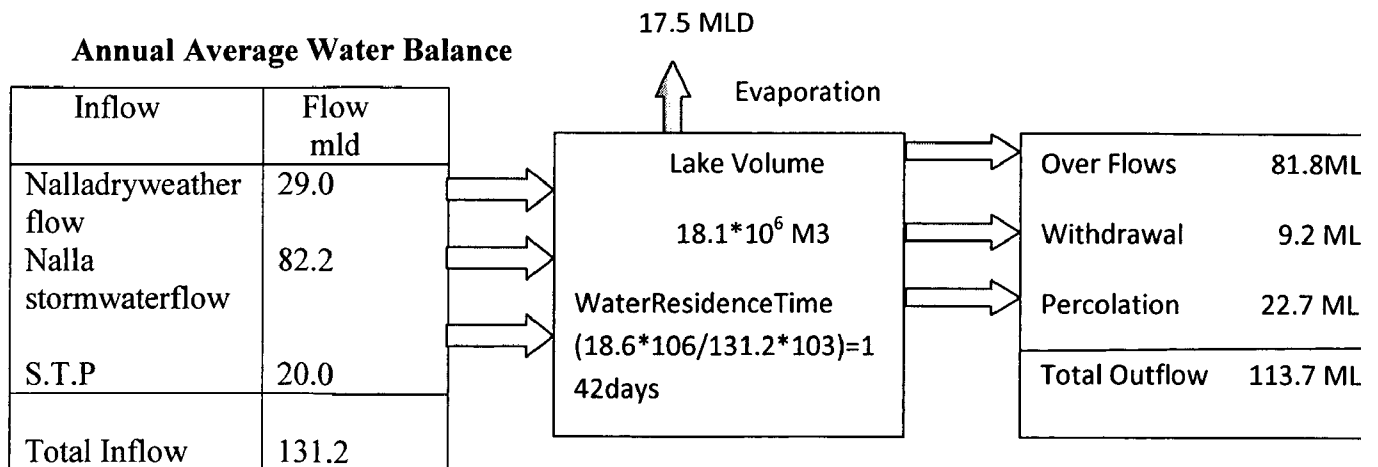 17.5 MLD
Annual Average Water Balance
Evaporation
Inflow Flow
mld
Nalladryweather 29.0
flow
Nalla 82.2
stormwaterflow
S.T.P 20.0
Total Inflow 131.2
Lake Volume
18.1*10⁶ M3
WaterResidenceTime
(18.6*106/131.2*103)=1
42days
Over Flows 81.8ML
Withdrawal 9.2 ML
Percolation 22.7 ML
Total Outflow 113.7 ML